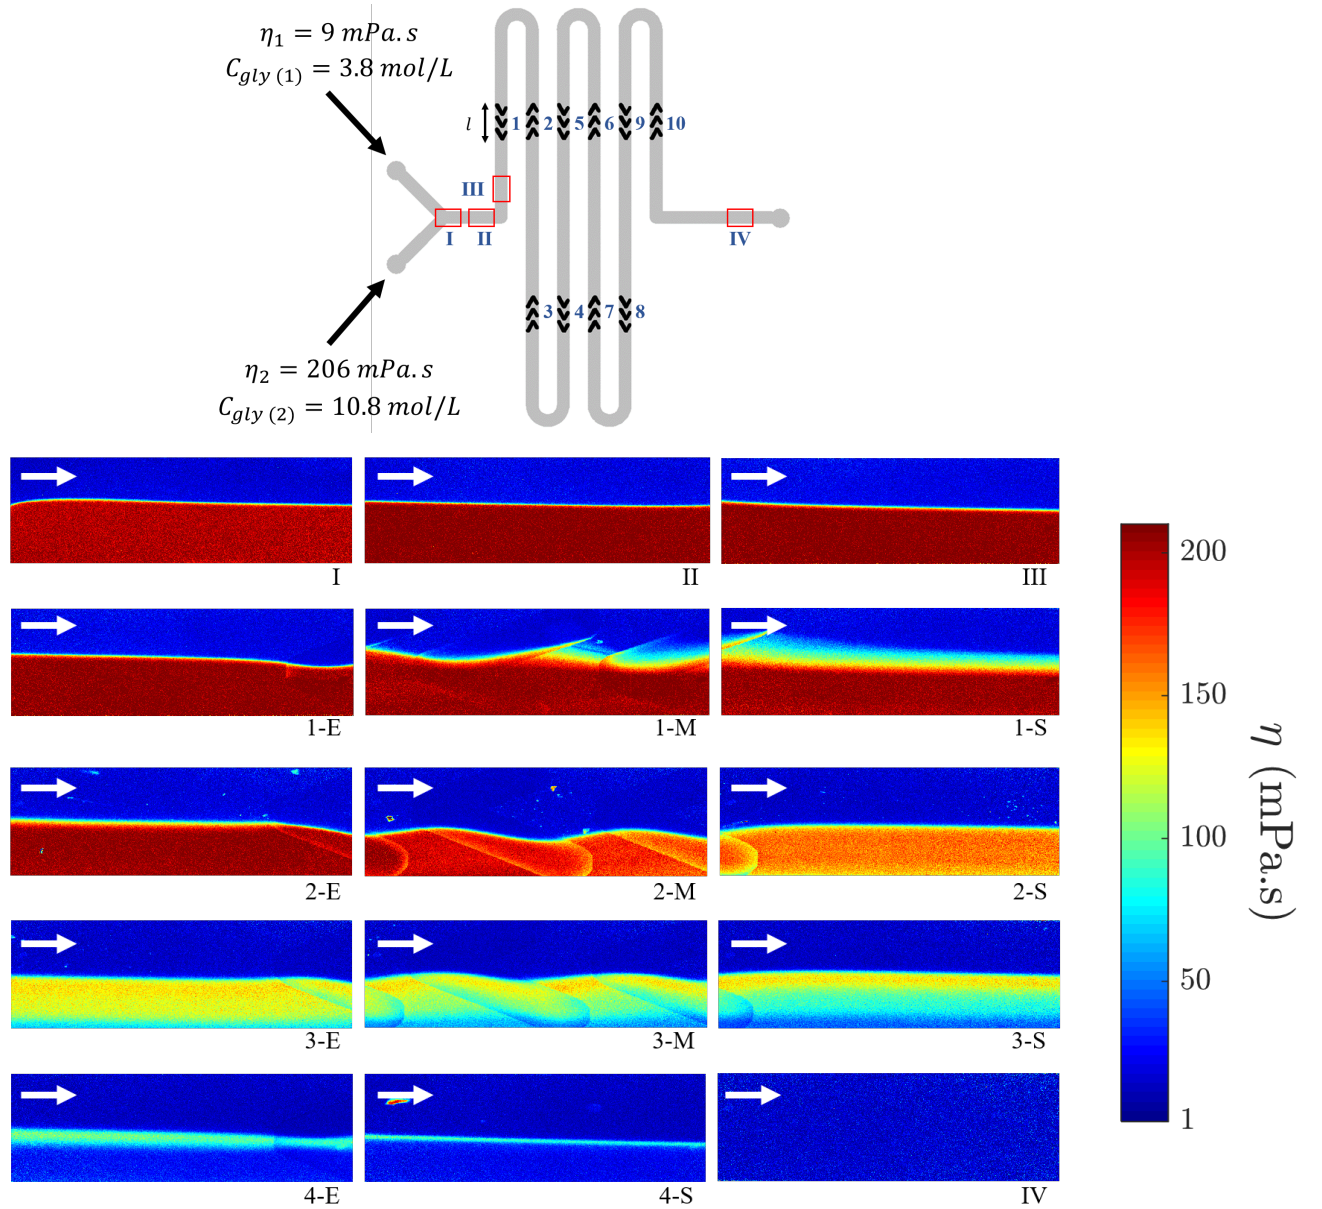 η₁ = 9 mPa.s
C_gly (1) = 3.8 mol/L
l
1 2 5 6 9 10
III
I II IV
3 4 7 8
η₂ = 206 mPa.s
C_gly (2) = 10.8 mol/L
I II III
1-E 1-M 1-S
2-E 2-M 2-S
3-E 3-M 3-S
4-E 4-S IV
200
150
100
50
1
η (mPa.s)